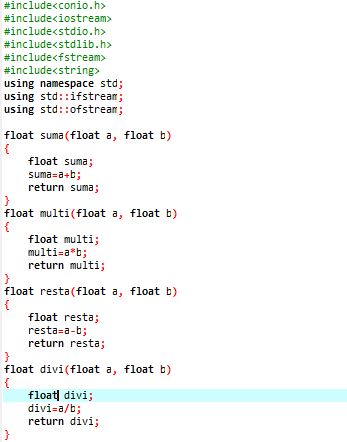 #include<conio.h>
#include<iostream>
#include<stdio.h>
#include<stdlib.h>
#include<fstream>
#include<string>
using namespace std;
using std::ifstream;
using std::ofstream;
float suma(float a, float b)
{
float suma;
suma=a+b;
return suma;
}
float multi(float a, float b)
{
float multi;
multi=a*b;
return multi;
}
float resta(float a, float b)
{
float resta;
resta=a-b;
return resta;
}
float divi(float a, float b)
{
float divi;
divi=a/b;
return divi;
}